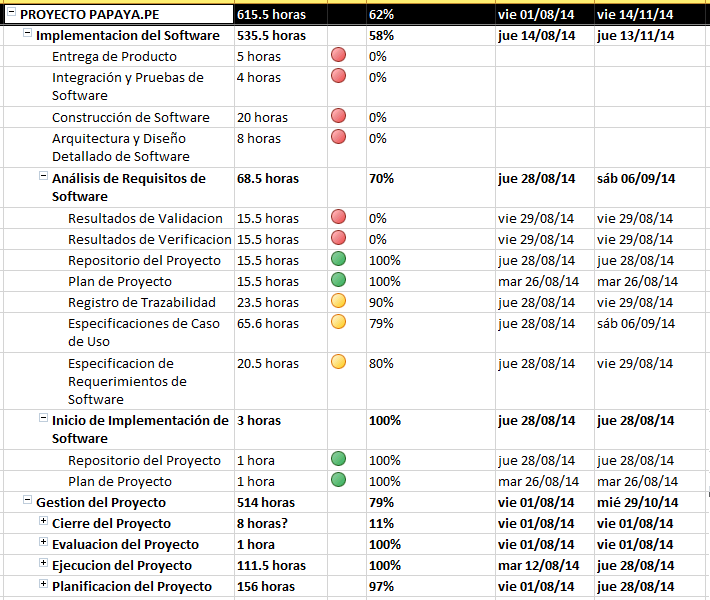 PROYECTO PAPAYA.PE 615.5 horas 62% vie 01/08/14 vie 14/11/14
Implementacion del Software 535.5 horas 58% jue 14/08/14 jue 13/11/14
Entrega de Producto 5 horas 0%
Integración y Pruebas de 4 horas 0%
Software
Construcción de Software 20 horas 0%
Arquitectura y Diseño 8 horas 0%
Detallado de Software
Análisis de Requisitos de 68.5 horas 70% jue 28/08/14 sáb 06/09/14
Software
Resultados de Validacion 15.5 horas 0% vie 29/08/14 vie 29/08/14
Resultados de Verificacion 15.5 horas 0% vie 29/08/14 vie 29/08/14
Repositorio del Proyecto 15.5 horas 100% jue 28/08/14 jue 28/08/14
Plan de Proyecto 15.5 horas 100% mar 26/08/14 mar 26/08/14
Registro de Trazabilidad 23.5 horas 90% jue 28/08/14 vie 29/08/14
Especificaciones de Caso 65.6 horas 79% jue 28/08/14 sáb 06/09/14
de Uso
Especificacion de 20.5 horas 80% jue 28/08/14 vie 29/08/14
Requerimientos de
Software
Inicio de Implementación de 3 horas 100% jue 28/08/14 jue 28/08/14
Software
Repositorio del Proyecto 1 hora 100% jue 28/08/14 jue 28/08/14
Plan de Proyecto 1 hora 100% mar 26/08/14 mar 26/08/14
Gestion del Proyecto 514 horas 79% vie 01/08/14 mié 29/10/14
Cierre del Proyecto 8 horas? 11% vie 01/08/14 vie 01/08/14
Evaluacion del Proyecto 1 hora 100% vie 01/08/14 vie 01/08/14
Ejecucion del Proyecto 111.5 horas 100% mar 12/08/14 jue 28/08/14
Planificacion del Proyecto 156 horas 97% vie 01/08/14 jue 28/08/14